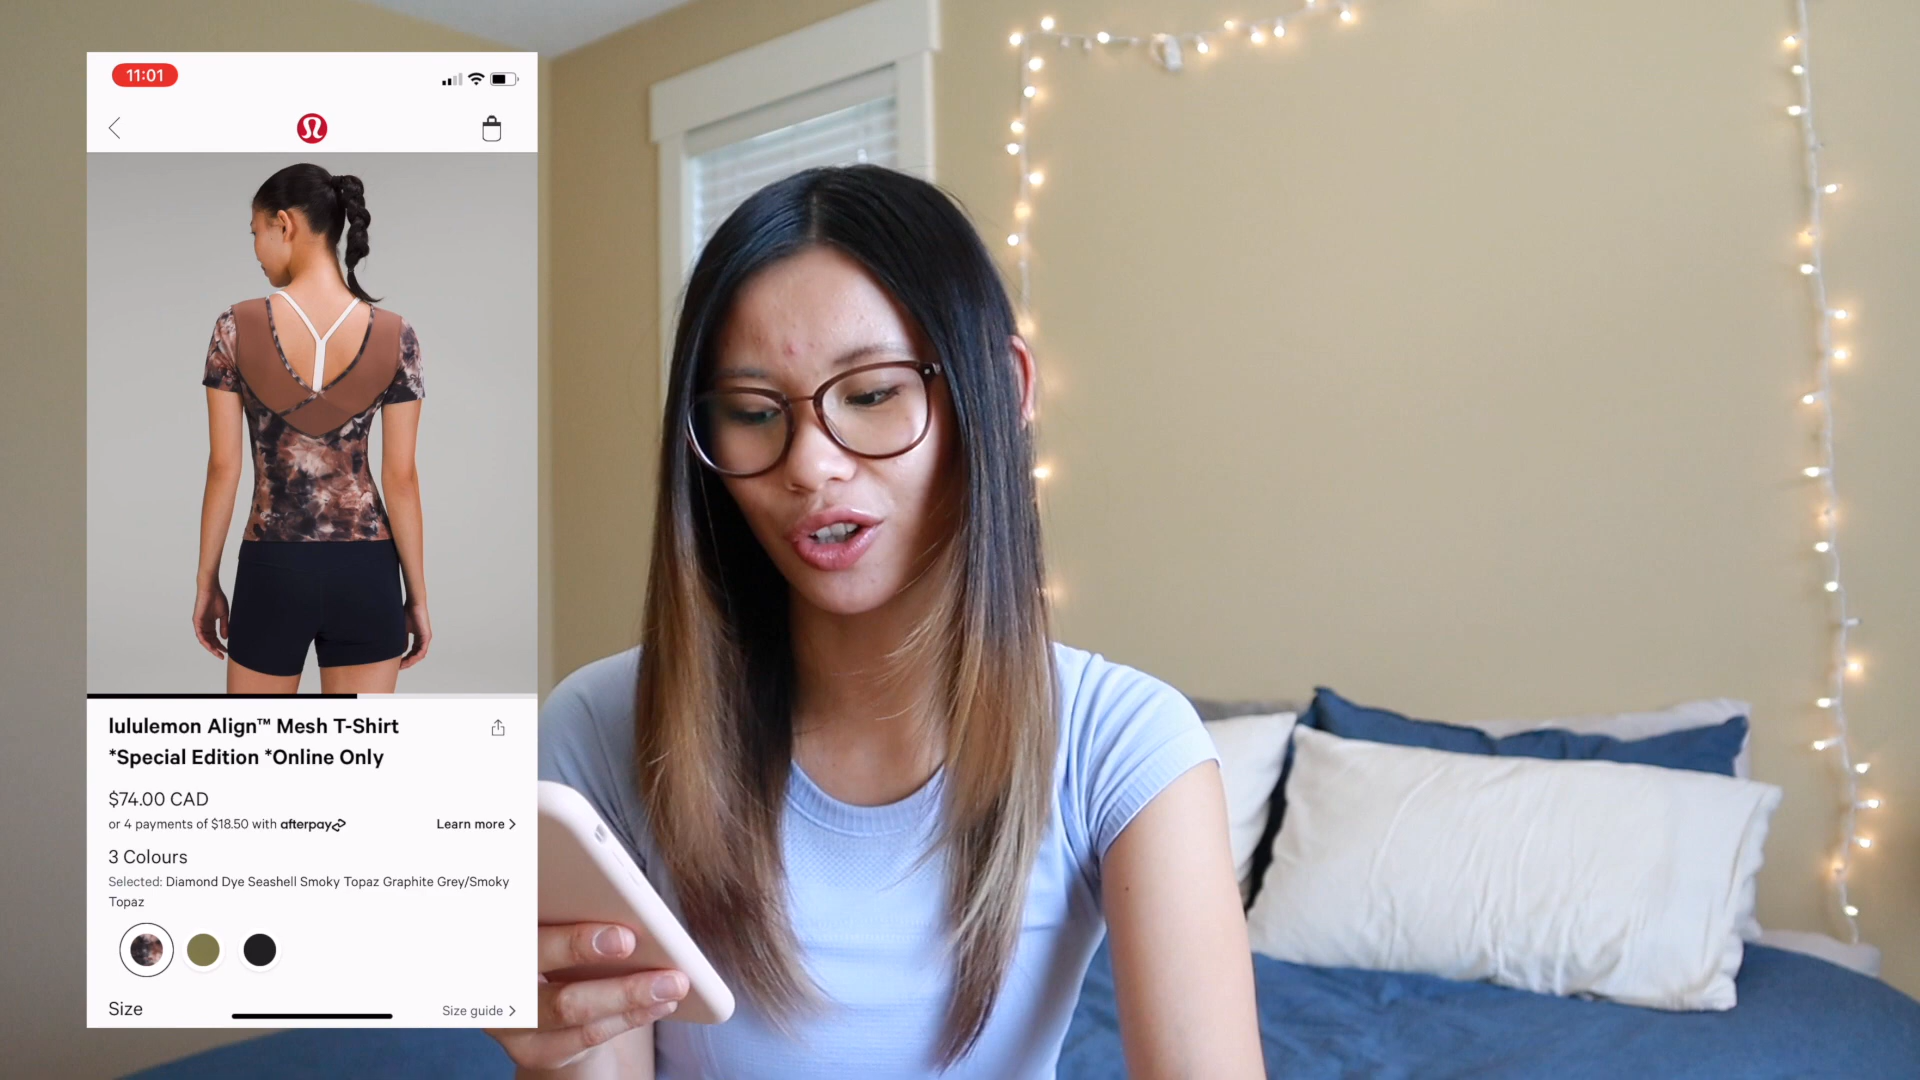 11:01
lululemon Align™ Mesh T-Shirt
*Special Edition *Online Only
$74.00 CAD
or 4 payments of $18.50 with afterpay
Learn more >
3 Colours
Selected: Diamond Dye Seashell Smoky Topaz Graphite Grey/Smoky
Topaz
Size
Size guide >